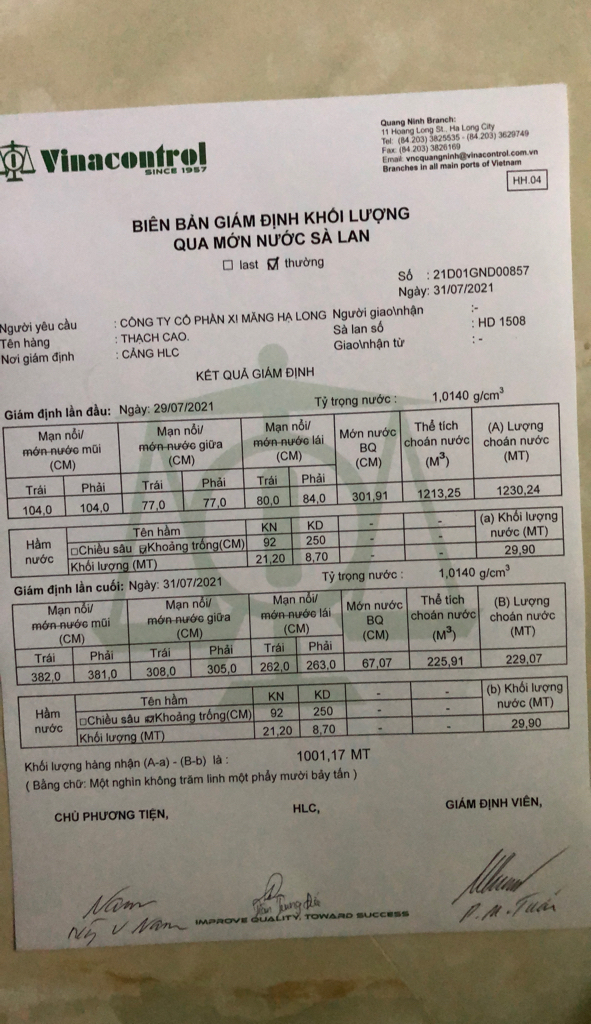 Vinacontrol
SINCE 1957
Quang Ninh Branch:
11 Hoang Long St., Ha Long City
Tel: (84.203) 3825535 - (84.203) 3629749
Fax: (84.203) 3826169
Email: vncquangninh@vinacontrol.com.vn
Branches in all main ports of Vietnam
HH.04
BIÊN BẢN GIÁM ĐỊNH KHỐI LƯỢNG
QUA MỚN NƯỚC SÀ LAN
☐ last ☑ thường
Số : 21D01GND00857
Ngày: 31/07/2021
Người yêu cầu : CÔNG TY CỔ PHẦN XI MĂNG HẠ LONG Người giao\nhận :-
Tên hàng : THẠCH CAO. Sà lan số : HD 1508
Nơi giám định : CẢNG HLC Giao\nhận từ : -
KẾT QUẢ GIÁM ĐỊNH
Giám định lần đầu: Ngày: 29/07/2021 Tỷ trọng nước : 1,0140 g/cm³
Mạn nổi/ món nước mũi (CM) Mạn nổi/ món nước giữa (CM) Mạn nổi/ món nước lái (CM) Mớn nước BQ (CM) Thể tích choán nước (M³) (A) Lượng choán nước (MT)
Trái Phải Trái Phải Trái Phải
104,0 104,0 77,0 77,0 80,0 84,0 301,91 1213,25 1230,24
Hầm nước Tên hầm KN KD - - (a) Khối lượng nước (MT)
☐Chiều sâu ☑Khoảng trống(CM) 92 250 - -
Khối lượng (MT) 21,20 8,70 - - 29,90
Giám định lần cuối: Ngày: 31/07/2021 Tỷ trọng nước : 1,0140 g/cm³
Mạn nổi/ món nước mũi (CM) Mạn nổi/ món nước giữa (CM) Mạn nổi/ món nước lái (CM) Mớn nước BQ (CM) Thể tích choán nước (M³) (B) Lượng choán nước (MT)
Trái Phải Trái Phải Trái Phải
382,0 381,0 308,0 305,0 262,0 263,0 67,07 225,91 229,07
Hầm nước Tên hầm KN KD - - (b) Khối lượng nước (MT)
☐Chiều sâu ☑Khoảng trống(CM) 92 250 - -
Khối lượng (MT) 21,20 8,70 - - 29,90
Khối lượng hàng nhận (A-a) - (B-b) là : 1001,17 MT
( Bằng chữ: Một nghìn không trăm linh một phẩy mười bảy tấn )
CHỦ PHƯƠNG TIỆN, HLC, GIÁM ĐỊNH VIÊN,
Nam
V Nam
P. M. Tuái
IMPROVE QUALITY, TOWARD SUCCESS